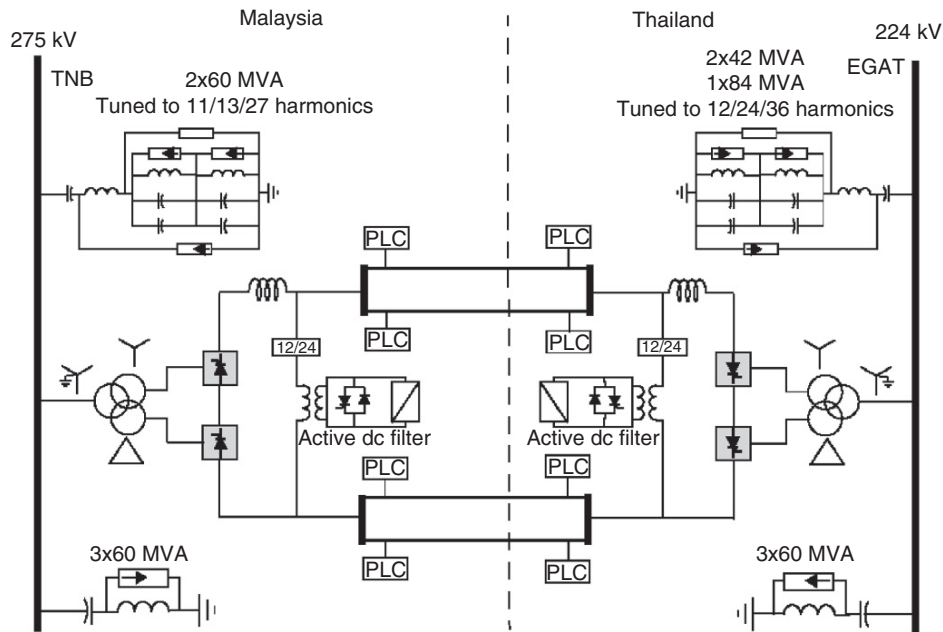 Malaysia
Thailand
275 kV
224 kV
TNB
EGAT
2x60 MVA
Tuned to 11/13/27 harmonics
2x42 MVA
1x84 MVA
Tuned to 12/24/36 harmonics
PLC
PLC
PLC
PLC
12/24
12/24
Active dc filter
Active dc filter
PLC
PLC
PLC
PLC
3x60 MVA
3x60 MVA